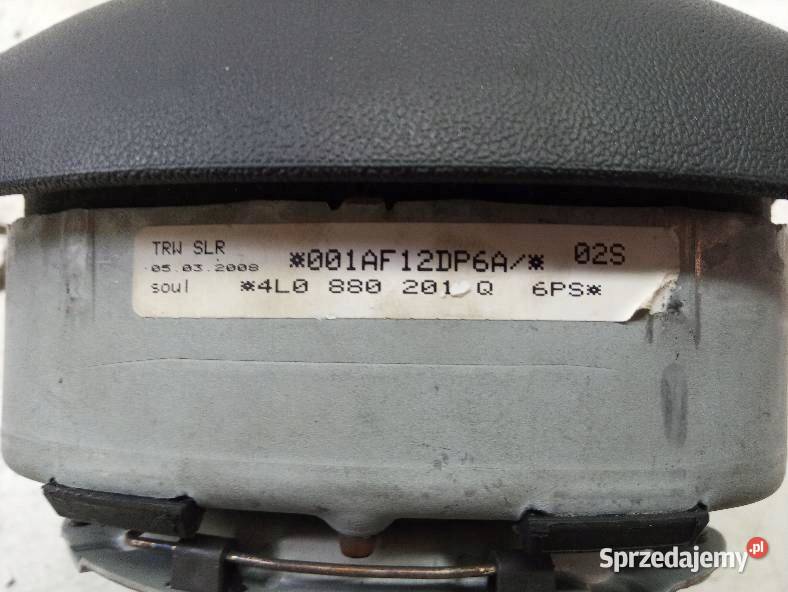 TRW SLR *001AF12DP6A/* 02S
05.03.2008
soul *4L0 880 201 Q 6PS*
Sprzedajemy.pl